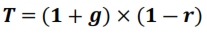 T = (1 + g) × (1 − r)